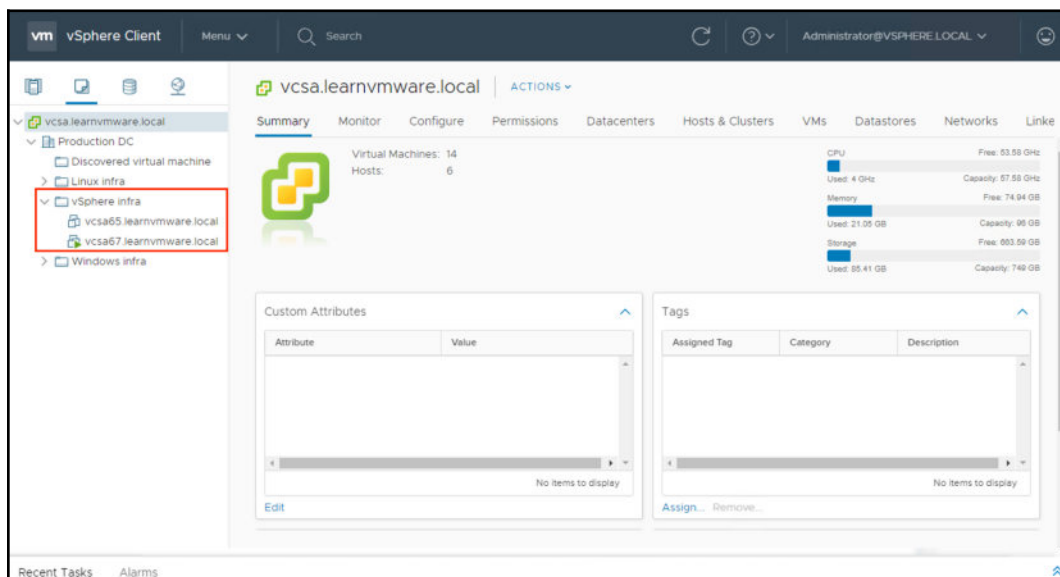 vm vSphere Client Menu Search Administrator@VSPHERE.LOCAL
vcsa.learnvmware.local
Production DC
Discovered virtual machine
Linux infra
vSphere infra
vcsa65.learnvmware.local
vcsa67.learnvmware.local
Windows infra
vcsa.learnvmware.local ACTIONS
Summary Monitor Configure Permissions Datacenters Hosts & Clusters VMs Datastores Networks Linke
Virtual Machines: 14
Hosts: 6
CPU Free: 53.58 GHz
Used: 4 GHz Capacity: 57.58 GHz
Memory Free: 74.94 GB
Used: 21.05 GB Capacity: 96 GB
Storage Free: 663.59 GB
Used: 85.41 GB Capacity: 749 GB
Custom Attributes
Attribute Value
No items to display
Edit
Tags
Assigned Tag Category Description
No items to display
Assign... Remove...
Recent Tasks Alarms